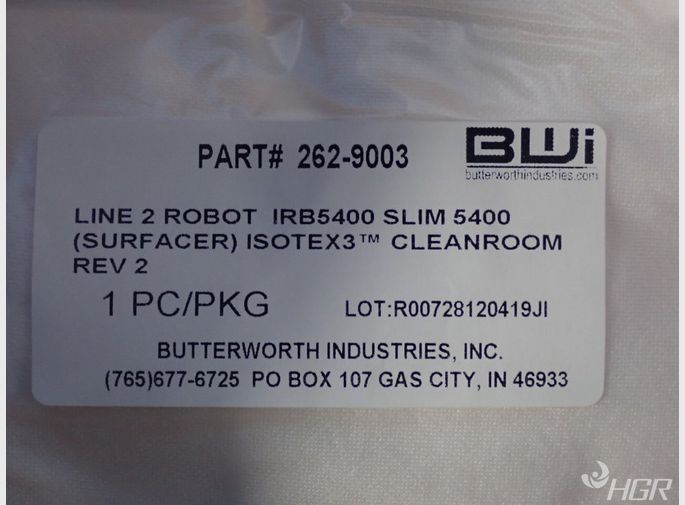 PART# 262-9003
BWi
butterworthindustries.com
LINE 2 ROBOT IRB5400 SLIM 5400
(SURFACER) ISOTEX3™ CLEANROOM
REV 2
1 PC/PKG
LOT:R00728120419JI
BUTTERWORTH INDUSTRIES, INC.
(765)677-6725 PO BOX 107 GAS CITY, IN 46933
HGR